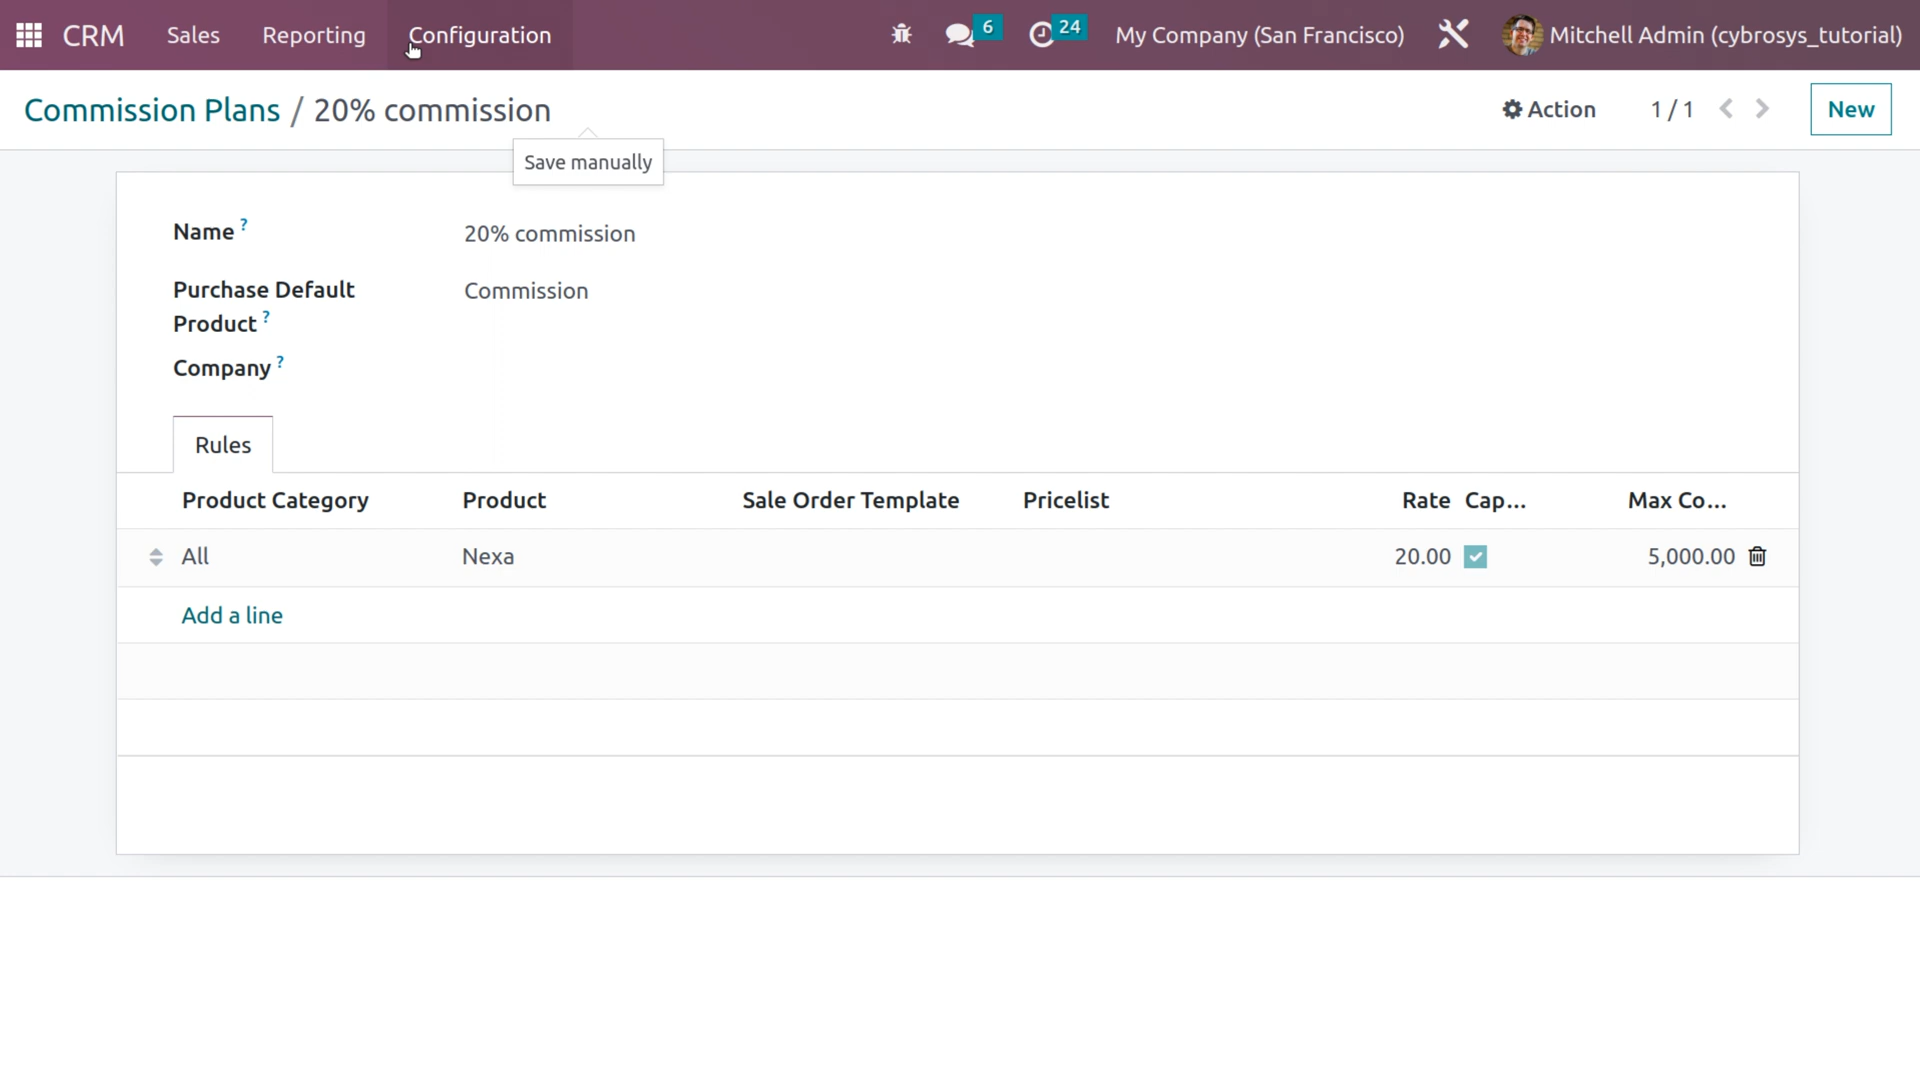 CRM Sales Reporting Configuration 6 24 My Company (San Francisco) Mitchell Admin (cybrosys_tutorial)
Commission Plans / 20% commission Action 1 / 1 New
Save manually
Name ? 20% commission
Purchase Default Commission
Product ?
Company ?
Rules
Product Category Product Sale Order Template Pricelist Rate Cap... Max Co...
All Nexa 20.00 5,000.00
Add a line